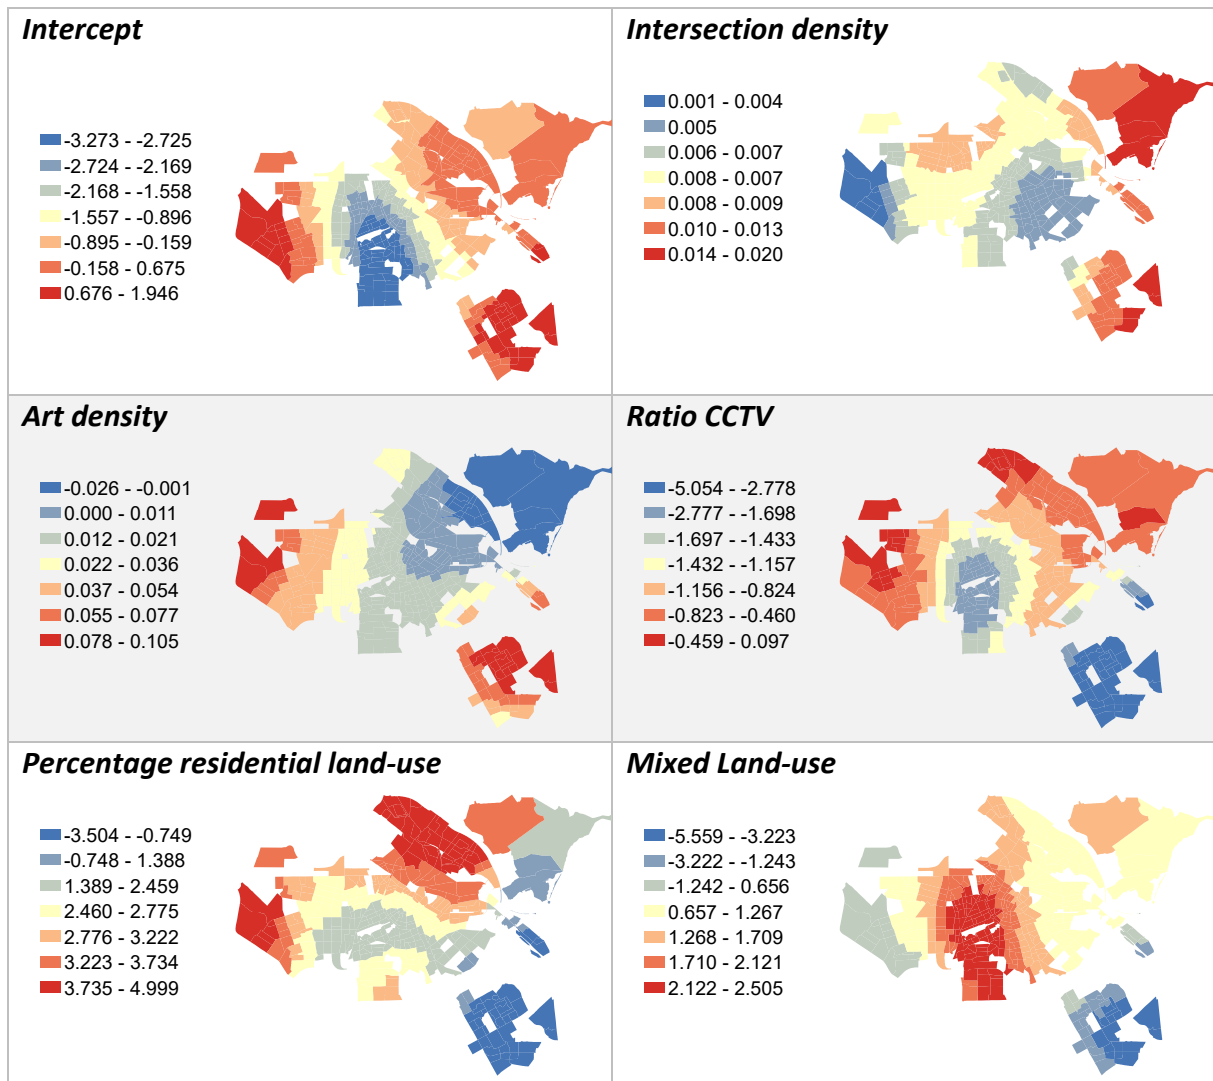 Intercept
-3.273 - -2.725
-2.724 - -2.169
-2.168 - -1.558
-1.557 - -0.896
-0.895 - -0.159
-0.158 - 0.675
0.676 - 1.946
Intersection density
0.001 - 0.004
0.005
0.006 - 0.007
0.008 - 0.007
0.008 - 0.009
0.010 - 0.013
0.014 - 0.020
Art density
-0.026 - -0.001
0.000 - 0.011
0.012 - 0.021
0.022 - 0.036
0.037 - 0.054
0.055 - 0.077
0.078 - 0.105
Ratio CCTV
-5.054 - -2.778
-2.777 - -1.698
-1.697 - -1.433
-1.432 - -1.157
-1.156 - -0.824
-0.823 - -0.460
-0.459 - 0.097
Percentage residential land-use
-3.504 - -0.749
-0.748 - 1.388
1.389 - 2.459
2.460 - 2.775
2.776 - 3.222
3.223 - 3.734
3.735 - 4.999
Mixed Land-use
-5.559 - -3.223
-3.222 - -1.243
-1.242 - 0.656
0.657 - 1.267
1.268 - 1.709
1.710 - 2.121
2.122 - 2.505